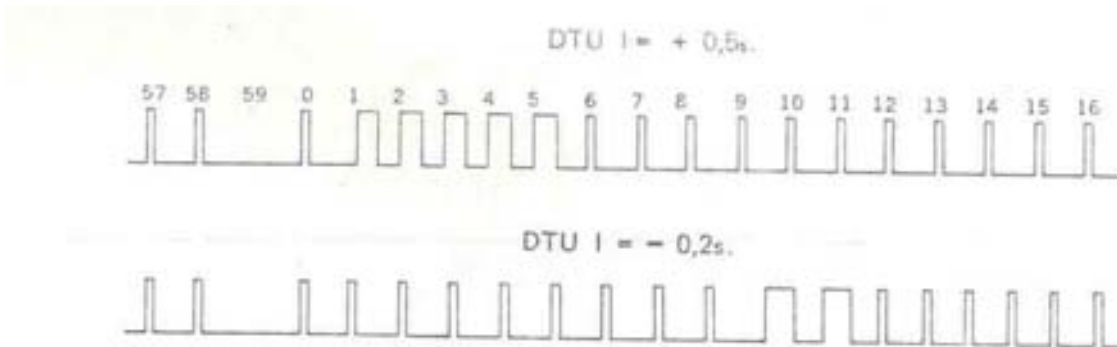 DTU I = + 0,5s.
57 58 59 0 1 2 3 4 5 6 7 8 9 10 11 12 13 14 15 16
DTU I = - 0,2s.